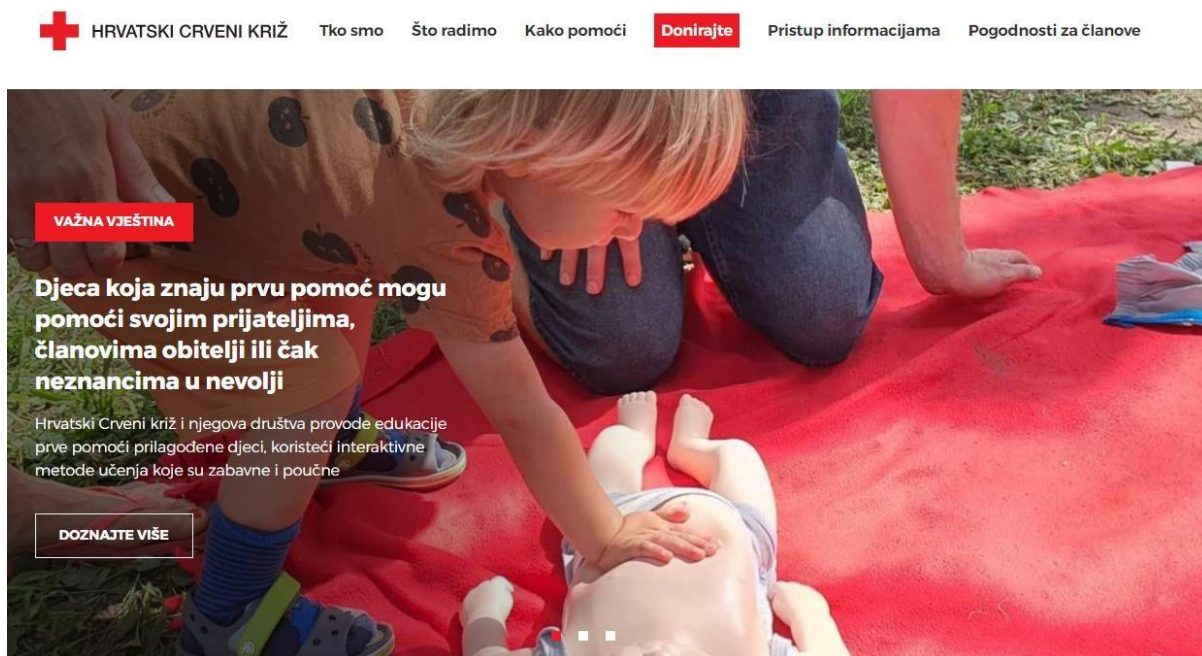 HRVATSKI CRVENI KRIŽ
Tko smo
Što radimo
Kako pomoći
Donirajte
Pristup informacijama
Pogodnosti za članove
VAŽNA VJEŠTINA
Djeca koja znaju prvu pomoć mogu
pomoći svojim prijateljima,
članovima obitelji ili čak
neznancima u nevolji
Hrvatski Crveni križ i njegova društva provode edukacije
prve pomoći prilagođene djeci, koristeći interaktivne
metode učenja koje su zabavne i poučne
DOZNAJTE VIŠE